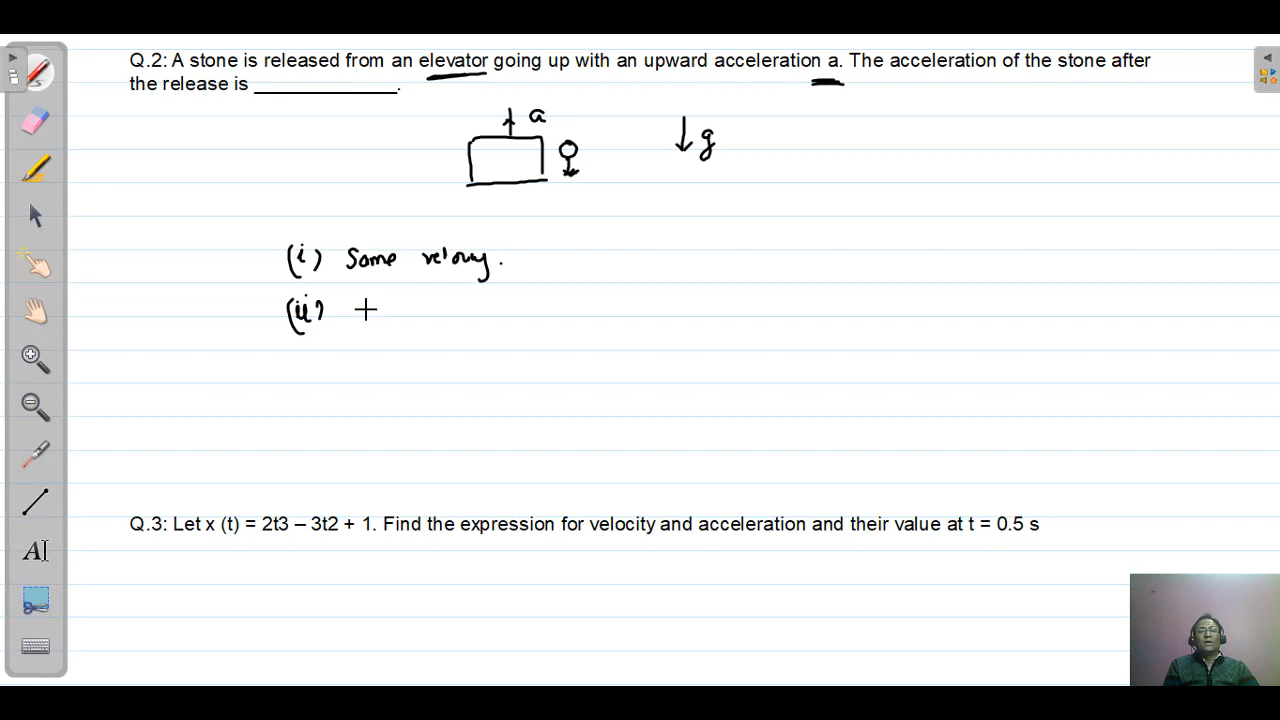 Q.2: A stone is released from an elevator going up with an upward acceleration a. The acceleration of the stone after
the release is ______________.
a
g
(i) Same velocity.
(ii)
Q.3: Let x (t) = 2t3 – 3t2 + 1. Find the expression for velocity and acceleration and their value at t = 0.5 s
AI